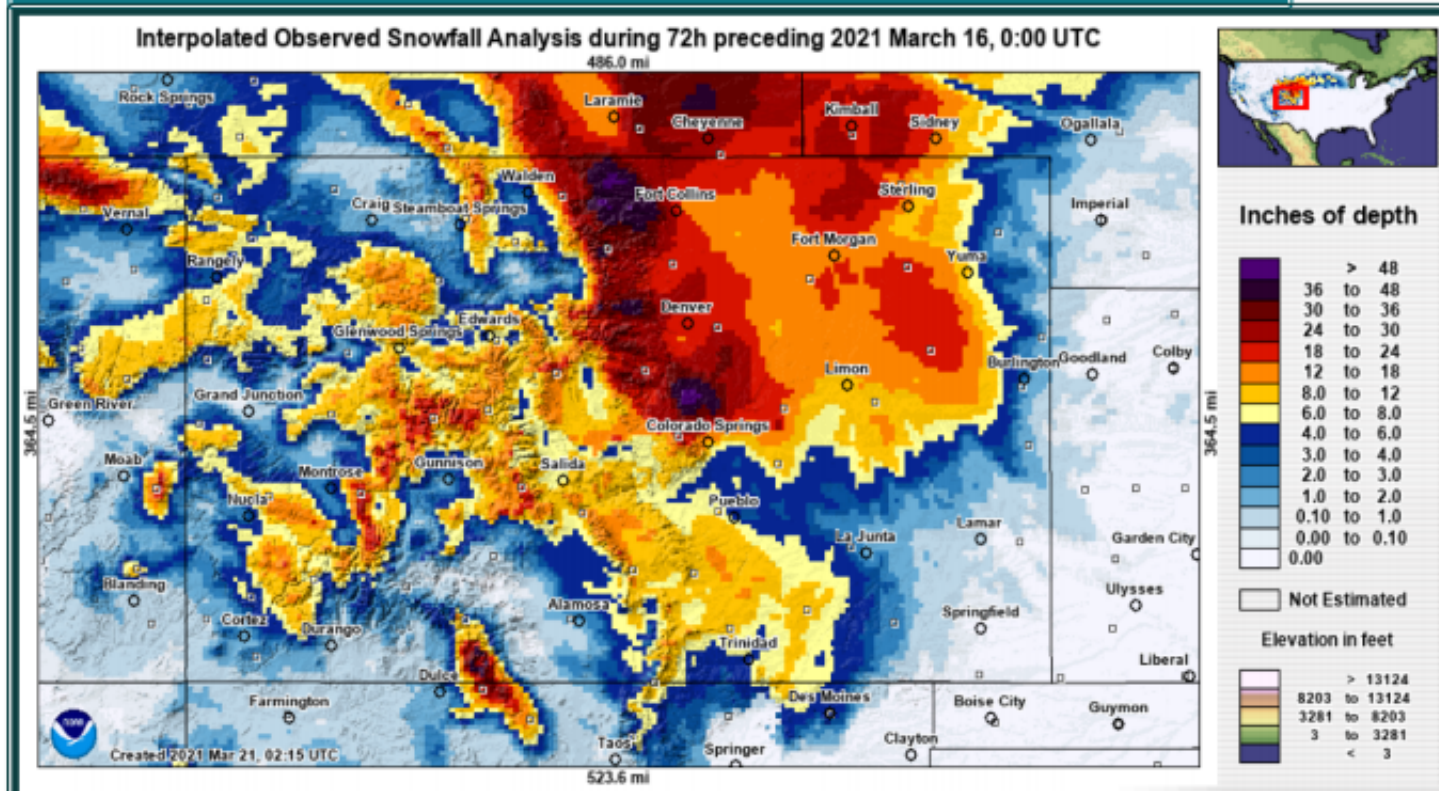 Interpolated Observed Snowfall Analysis during 72h preceding 2021 March 16, 0:00 UTC
486.0 mi
Rock Springs
Laramie
Cheyenne
Kimball
Sidney
Ogallala
Walden
Craig
Steamboat Springs
Fort Collins
Sterling
Imperial
Vernal
Rangely
Fort Morgan
Yuma
Glenwood Springs
Edwards
Denver
Limon
Burlington
Goodland
Colby
Green River
Grand Junction
364.5 mi
364.5 mi
Colorado Springs
Moab
Montrose
Gunnison
Salida
Nucla
Pueblo
La Junta
Lamar
Garden City
Blanding
Alamosa
Springfield
Ulysses
Cortez
Durango
Trinidad
Liberal
Dulce
Farmington
Des Moines
Boise City
Guymon
Taos
Springer
Clayton
noaa
Created 2021 Mar 21, 02:15 UTC
523.6 mi
Inches of depth
> 48
36 to 48
30 to 36
24 to 30
18 to 24
12 to 18
8.0 to 12
6.0 to 8.0
4.0 to 6.0
3.0 to 4.0
2.0 to 3.0
1.0 to 2.0
0.10 to 1.0
0.00 to 0.10
0.00
Not Estimated
Elevation in feet
> 13124
8203 to 13124
3281 to 8203
3 to 3281
< 3